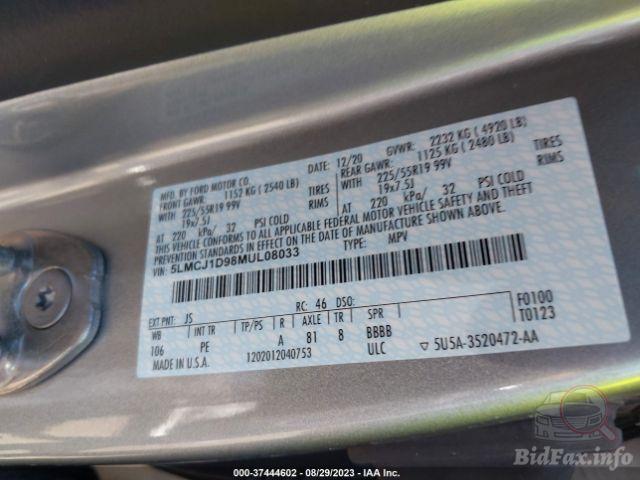 MFD. BY FORD MOTOR CO.
DATE: 12/20 GVWR: 2232 KG ( 4920 LB)
FRONT GAWR: 1152 KG ( 2540 LB)
REAR GAWR: 1125 KG ( 2480 LB)
WITH 225/55R19 99V TIRES
WITH 225/55R19 99V TIRES
19x7.5J RIMS
19x7.5J RIMS
AT 220 kPa/ 32 PSI COLD
AT 220 kPa/ 32 PSI COLD
THIS VEHICLE CONFORMS TO ALL APPLICABLE FEDERAL MOTOR VEHICLE SAFETY AND THEFT
PREVENTION STANDARDS IN EFFECT ON THE DATE OF MANUFACTURE SHOWN ABOVE.
VIN: 5LMCJ1D98MUL08033 TYPE: MPV
EXT PNT: JS RC: 46 DSO: F0100
WB INT TR TP/PS R AXLE TR SPR T0123
106 PE A 81 8 BBBB
MADE IN U.S.A. 1202012040753 ULC ▽ 5U5A-3520472-AA
000-37444602 - 08/29/2023 - IAA Inc.
BidFax.info